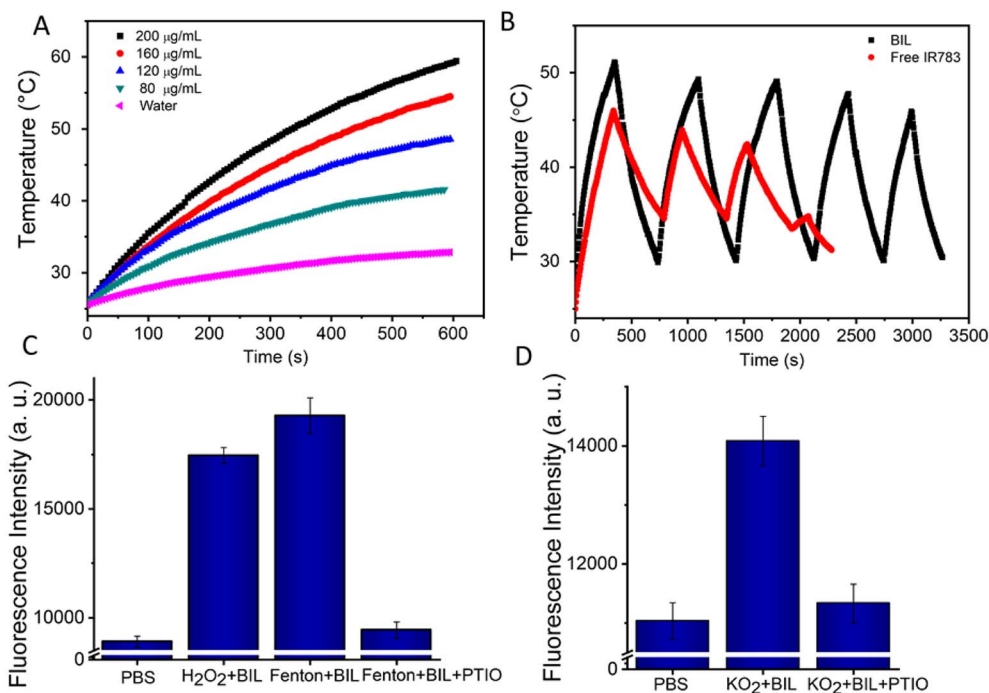 A
200 μg/mL
160 μg/mL
120 μg/mL
80 μg/mL
Water
Temperature (°C)
60
50
40
30
0 100 200 300 400 500 600
Time (s)
B
BIL
Free IR783
Temperature (°C)
50
40
30
0 500 1000 1500 2000 2500 3000 3500
Time (s)
C
Fluorescence Intensity (a. u.)
20000
15000
10000
0
PBS H₂O₂+BIL Fenton+BIL Fenton+BIL+PTIO
D
Fluorescence Intensity (a. u.)
14000
12000
0
PBS KO₂+BIL KO₂+BIL+PTIO